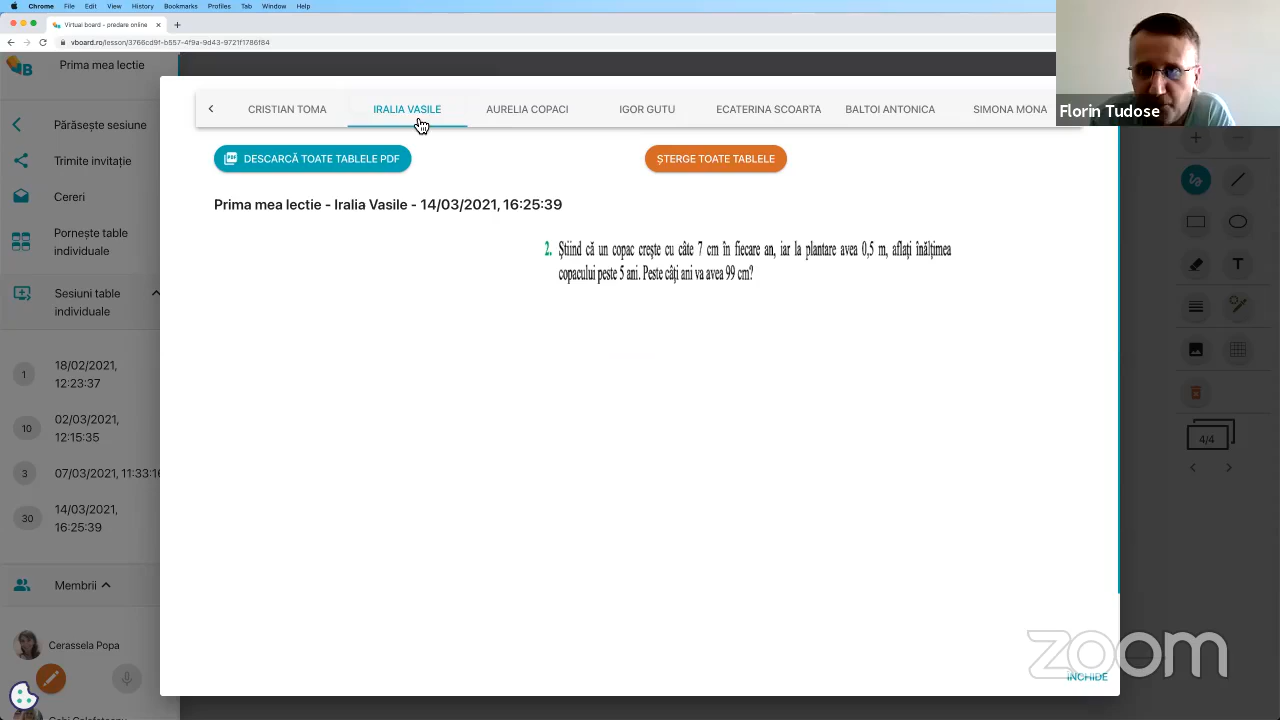 Chrome File Edit View History Bookmarks Profiles Tab Window Help
Virtual board - predare online
vboard.ro/lesson/3766cd9f-b557-4f9a-9d43-9721f1786f84
Prima mea lectie
Părăsește sesiune
Trimite invitație
Cereri
Pornește table
individuale
Sesiuni table
individuale
1
18/02/2021,
12:23:37
10
02/03/2021,
12:15:35
3
07/03/2021, 11:33:16
30
14/03/2021,
16:25:39
Membrii
Cerassela Popa
CRISTIAN TOMA IRALIA VASILE AURELIA COPACI IGOR GUTU ECATERINA SCOARTA BALTOI ANTONICA SIMONA MONA
DESCARCĂ TOATE TABLELE PDF
ȘTERGE TOATE TABLELE
Prima mea lectie - Iralia Vasile - 14/03/2021, 16:25:39
2. Știind că un copac crește cu câte 7 cm în fiecare an, iar la plantare avea 0,5 m, aflați înălțimea
copacului peste 5 ani. Peste câți ani va avea 99 cm?
Florin Tudose
T
4/4
zoom
ÎNCHIDE